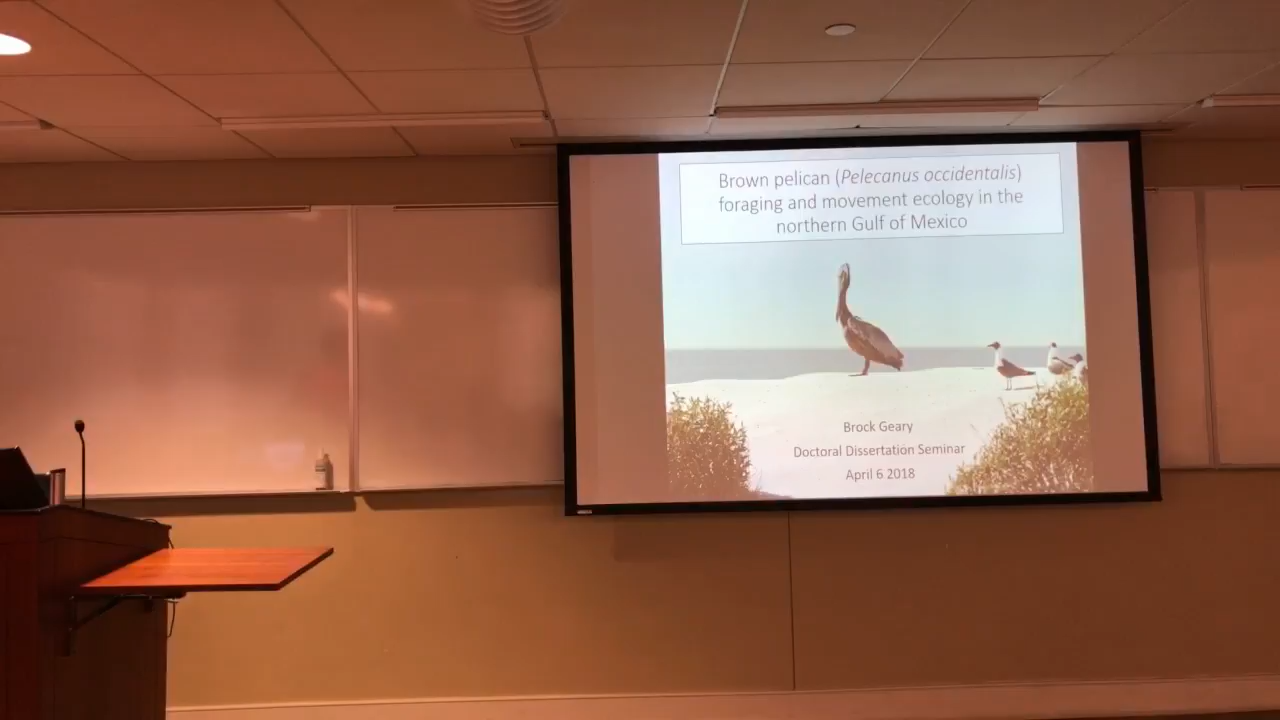 Brown pelican (Pelecanus occidentalis)
foraging and movement ecology in the
northern Gulf of Mexico
Brock Geary
Doctoral Dissertation Seminar
April 6 2018